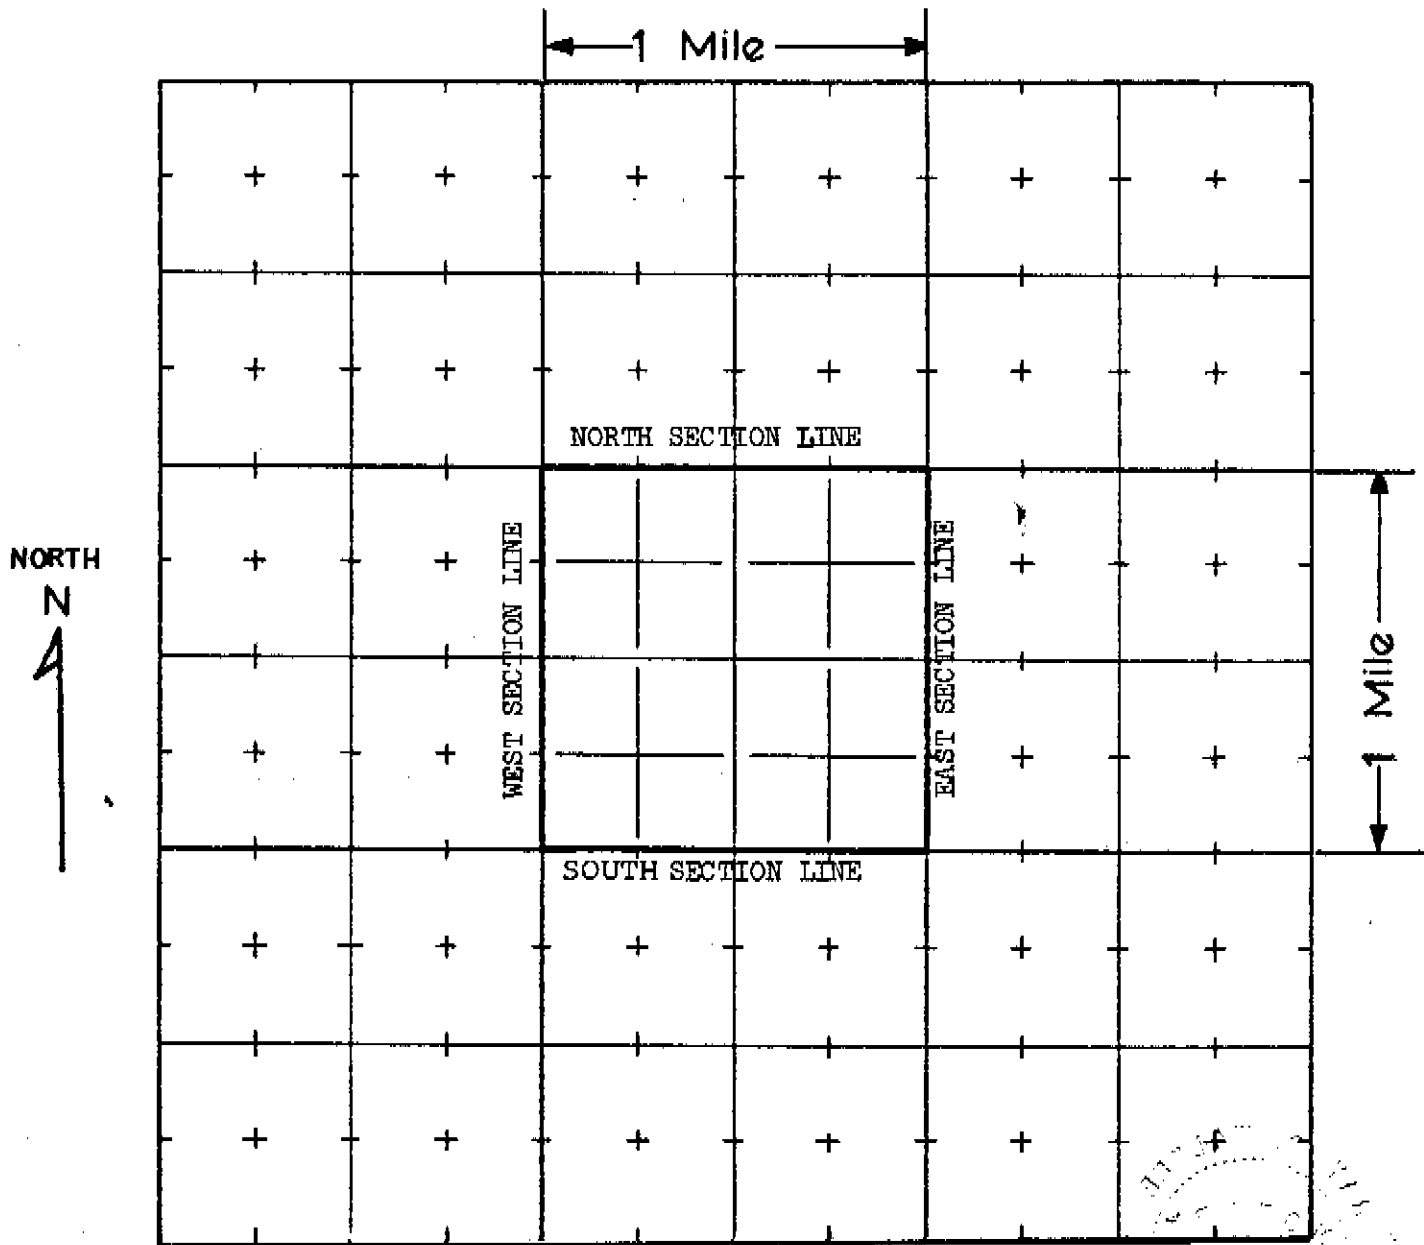 1 Mile
NORTH SECTION LINE
NORTH
N
WEST SECTION LINE
EAST SECTION LINE
1 Mile
SOUTH SECTION LINE